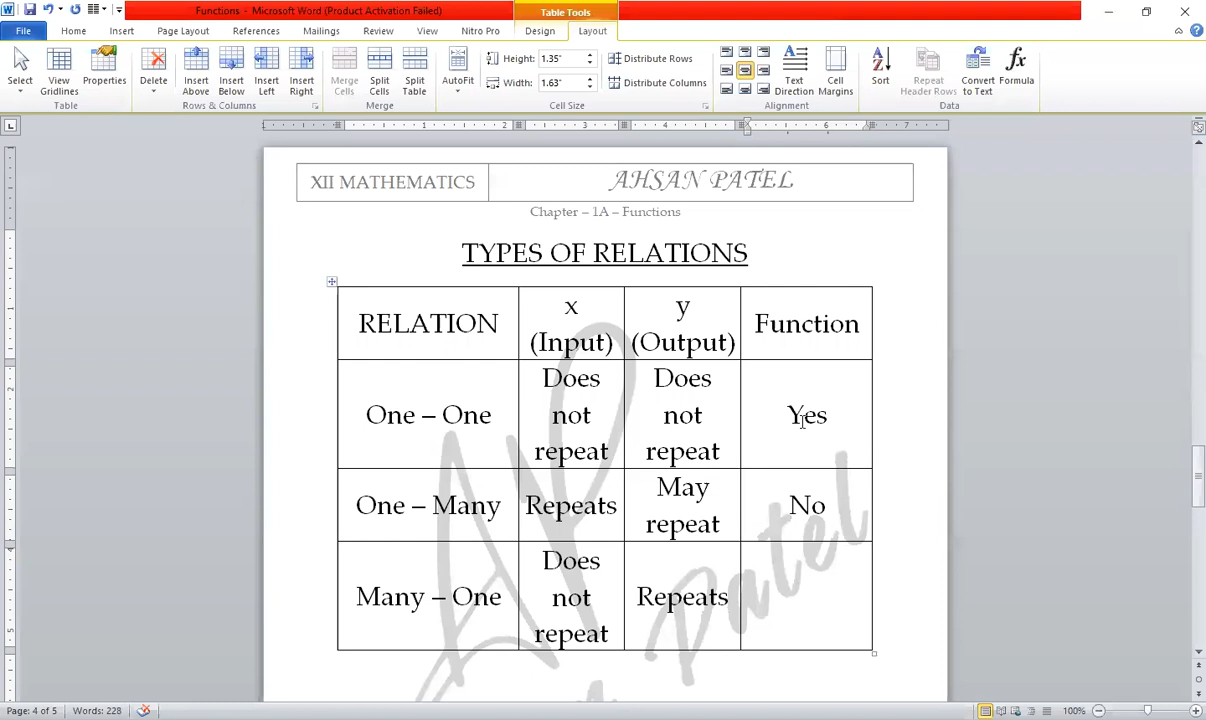 Functions - Microsoft Word (Product Activation Failed)
Table Tools
File Home Insert Page Layout References Mailings Review View Nitro Pro Design Layout
Select
View Gridlines
Properties
Delete
Insert Above
Insert Below
Insert Left
Insert Right
Merge Cells
Split Cells
Split Table
AutoFit
Height: 1.35"
Width: 1.63"
Distribute Rows
Distribute Columns
Text Direction
Cell Margins
Sort
Repeat Header Rows
Convert to Text
Formula
Table Rows & Columns Merge Cell Size Alignment Data
XII MATHEMATICS AHSAN PATEL
Chapter – 1A – Functions
TYPES OF RELATIONS
RELATION
x
(Input)
y
(Output)
Function
One – One
Does
not
repeat
Does
not
repeat
Yes
One – Many
Repeats
May
repeat
No
Many – One
Does
not
repeat
Repeats
AP
Patel
Page: 4 of 5 Words: 228 100%